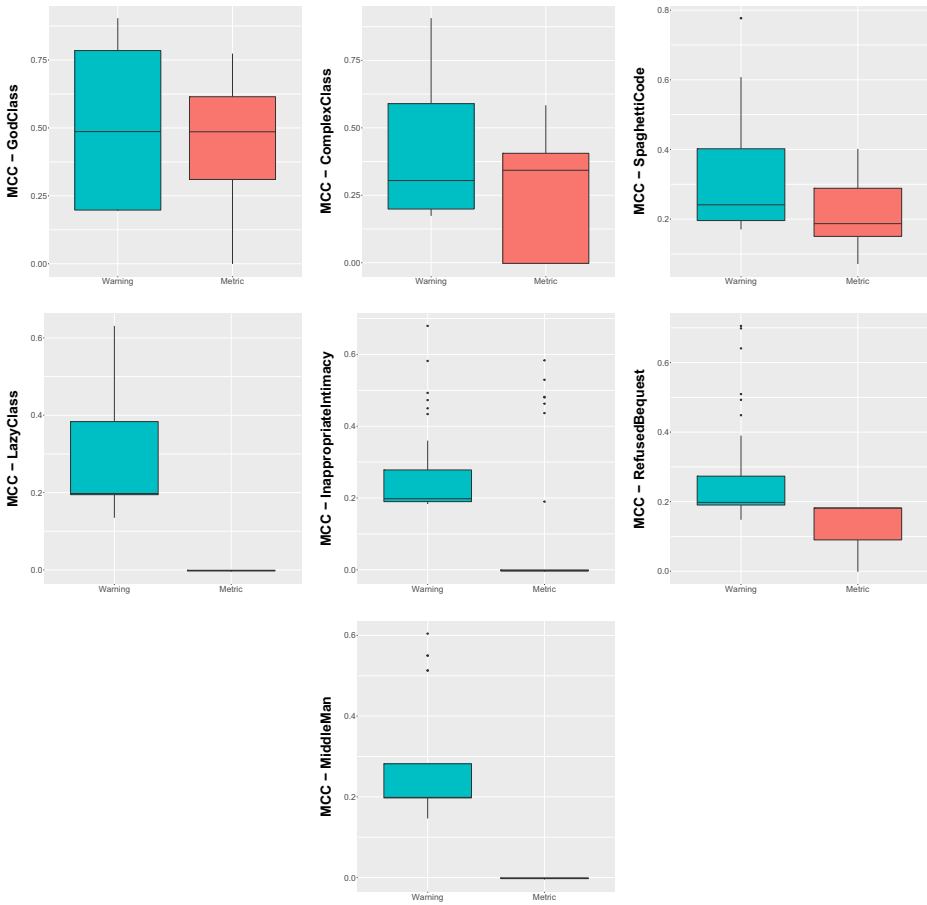 MCC − GodClass
0.75
0.50
0.25
0.00
Warning
Metric
MCC − ComplexClass
0.75
0.50
0.25
0.00
Warning
Metric
MCC − SpaghettiCode
0.8
0.6
0.4
0.2
Warning
Metric
MCC − LazyClass
0.6
0.4
0.2
0.0
Warning
Metric
MCC − InappropriateIntimacy
0.6
0.4
0.2
0.0
Warning
Metric
MCC − RefusedBequest
0.6
0.4
0.2
0.0
Warning
Metric
MCC − MiddleMan
0.6
0.4
0.2
0.0
Warning
Metric